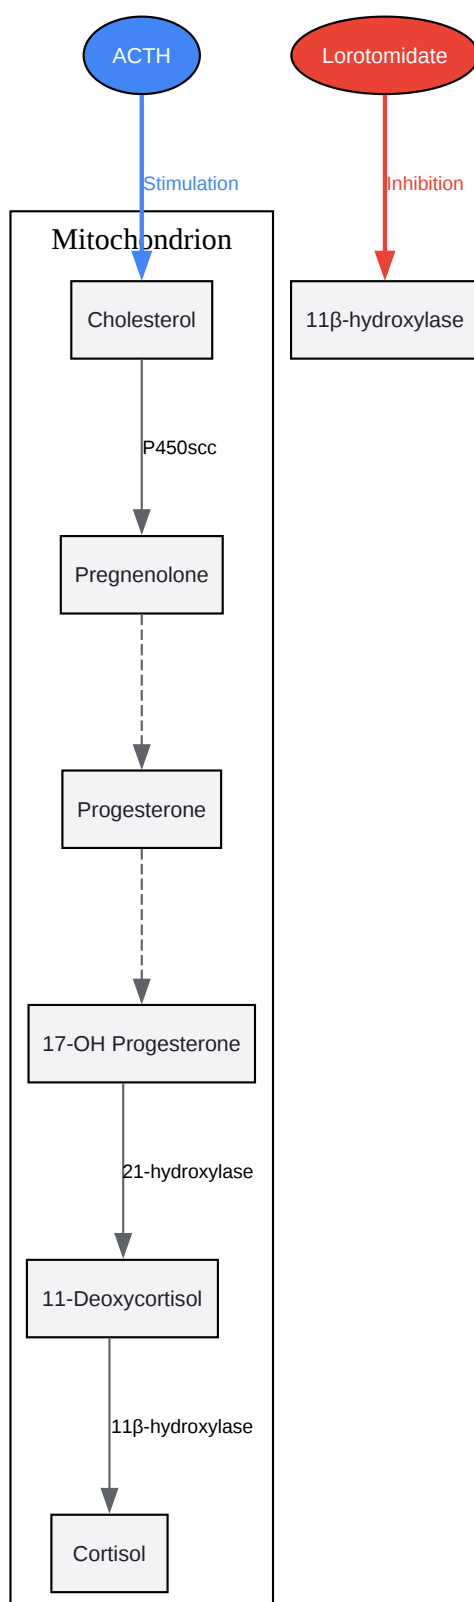 ACTH
Lorotomidate
Stimulation
Inhibition
Mitochondrion
Cholesterol
11β-hydroxylase
P450scc
Pregnenolone
Progesterone
17-OH Progesterone
21-hydroxylase
11-Deoxycortisol
11β-hydroxylase
Cortisol